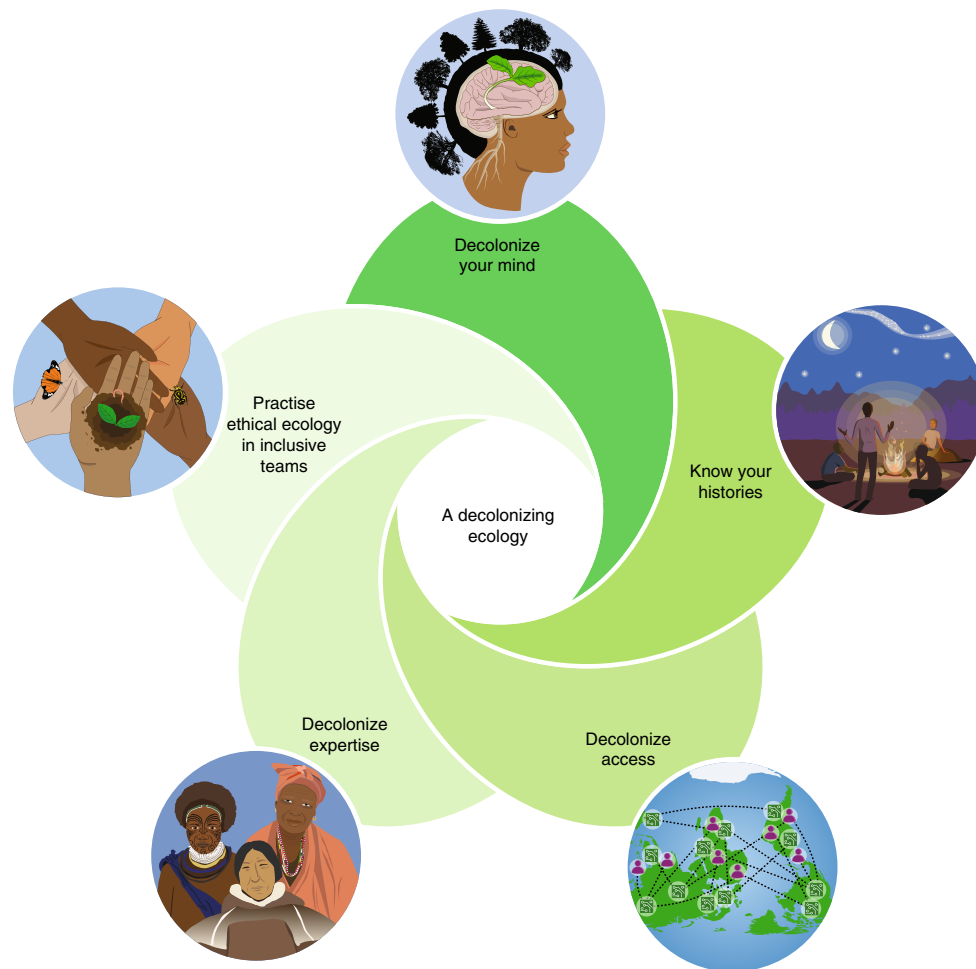 Decolonize
your mind
Know your
histories
Decolonize
access
Decolonize
expertise
Practise
ethical ecology
in inclusive
teams
A decolonizing
ecology